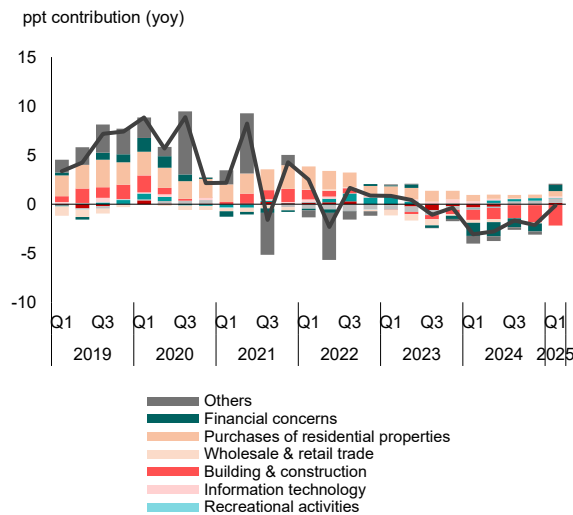 ppt contribution (yoy)
15
10
5
0
-5
-10
Q1 Q3 Q1 Q3 Q1 Q3 Q1 Q3 Q1 Q3 Q1 Q3 Q1
2019 2020 2021 2022 2023 2024 2025
Others
Financial concerns
Purchases of residential properties
Wholesale & retail trade
Building & construction
Information technology
Recreational activities